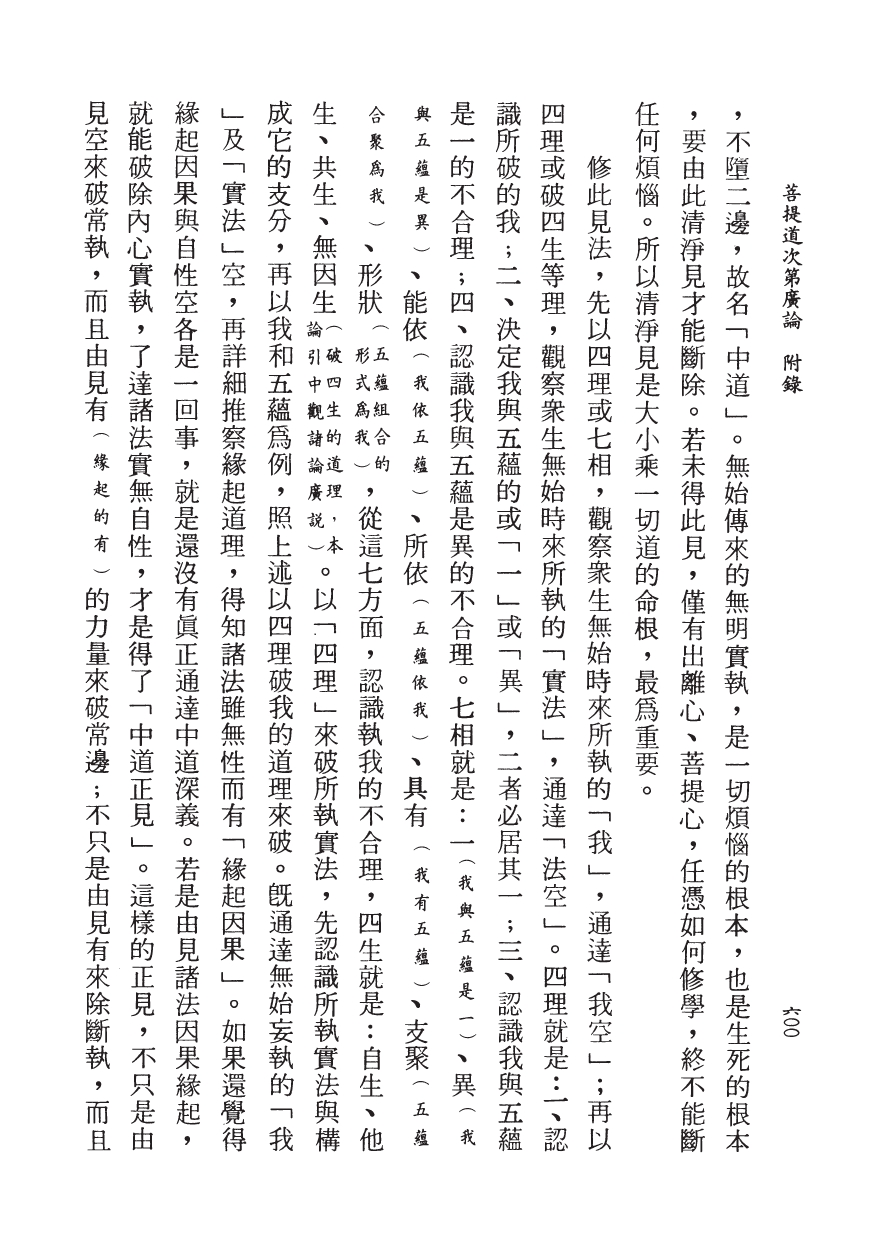 菩提道次第廣論　附錄
六〇〇
，不墮二邊，故名「中道」。無始傳來的無明實執，是一切煩惱的根本，也是生死的根本
，要由此清淨見才能斷除。若未得此見，僅有出離心、菩提心，任憑如何修學，終不能斷
任何煩惱。所以清淨見是大小乘一切道的命根，最爲重要。
修此見法，先以四理或七相，觀察衆生無始時來所執的「我」，通達「我空」；再以
四理或破四生等理，觀察衆生無始時來所執的「實法」，通達「法空」。四理就是：一、認
識所破的我；二、決定我與五蘊的或「一」或「異」，二者必居其一；三、認識我與五蘊
是一的不合理；四、認識我與五蘊是異的不合理。七相就是：一（我與五蘊是一）、異（我
與五蘊是異）、能依（我依五蘊）、所依（五蘊依我）、具有（我有五蘊）、支聚（五蘊
合聚爲我）、形狀（五蘊組合的形式爲我），從這七方面，認識執我的不合理，四生就是：自生、他
生、共生、無因生（破四生的道理，本論引中觀諸論廣說）。以「四理」來破所執實法，先認識所執實法與構
成它的支分，再以我和五蘊爲例，照上述以四理破我的道理來破。旣通達無始妄執的「我
」及「實法」空，再詳細推察緣起道理，得知諸法雖無性而有「緣起因果」。如果還覺得
緣起因果與自性空各是一回事，就是還沒有眞正通達中道深義。若是由見諸法因果緣起，
就能破除內心實執，了達諸法實無自性，才是得了「中道正見」。這樣的正見，不只是由
見空來破常執，而且由見有（緣起的有）的力量來破常邊；不只是由見有來除斷執，而且